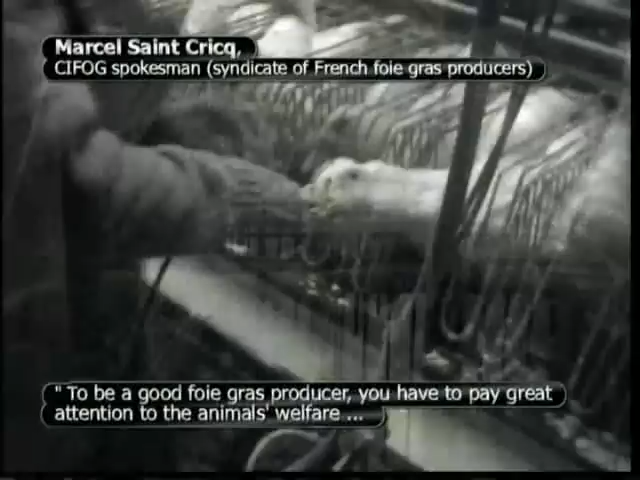 Marcel Saint Cricq,
CIFOG spokesman (syndicate of French foie gras producers)
" To be a good foie gras producer, you have to pay great
attention to the animals' welfare ...